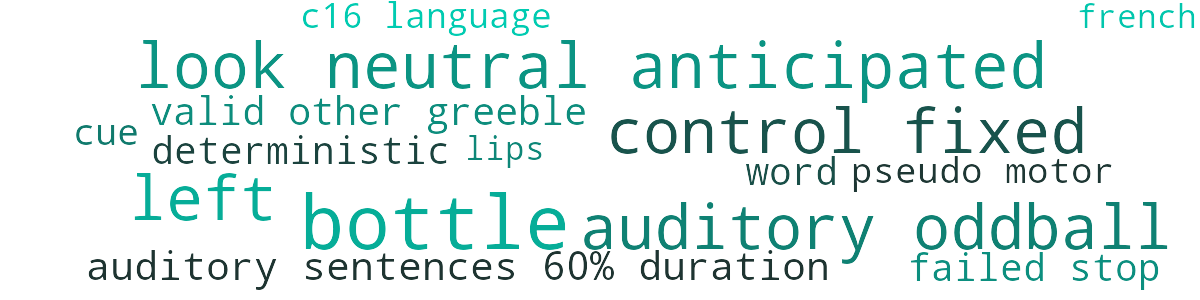 c16 language
french
look neutral anticipated
valid other greeble
control fixed
cue
deterministic
lips
word
pseudo motor
left
bottle
auditory oddball
auditory sentences 60% duration
failed stop